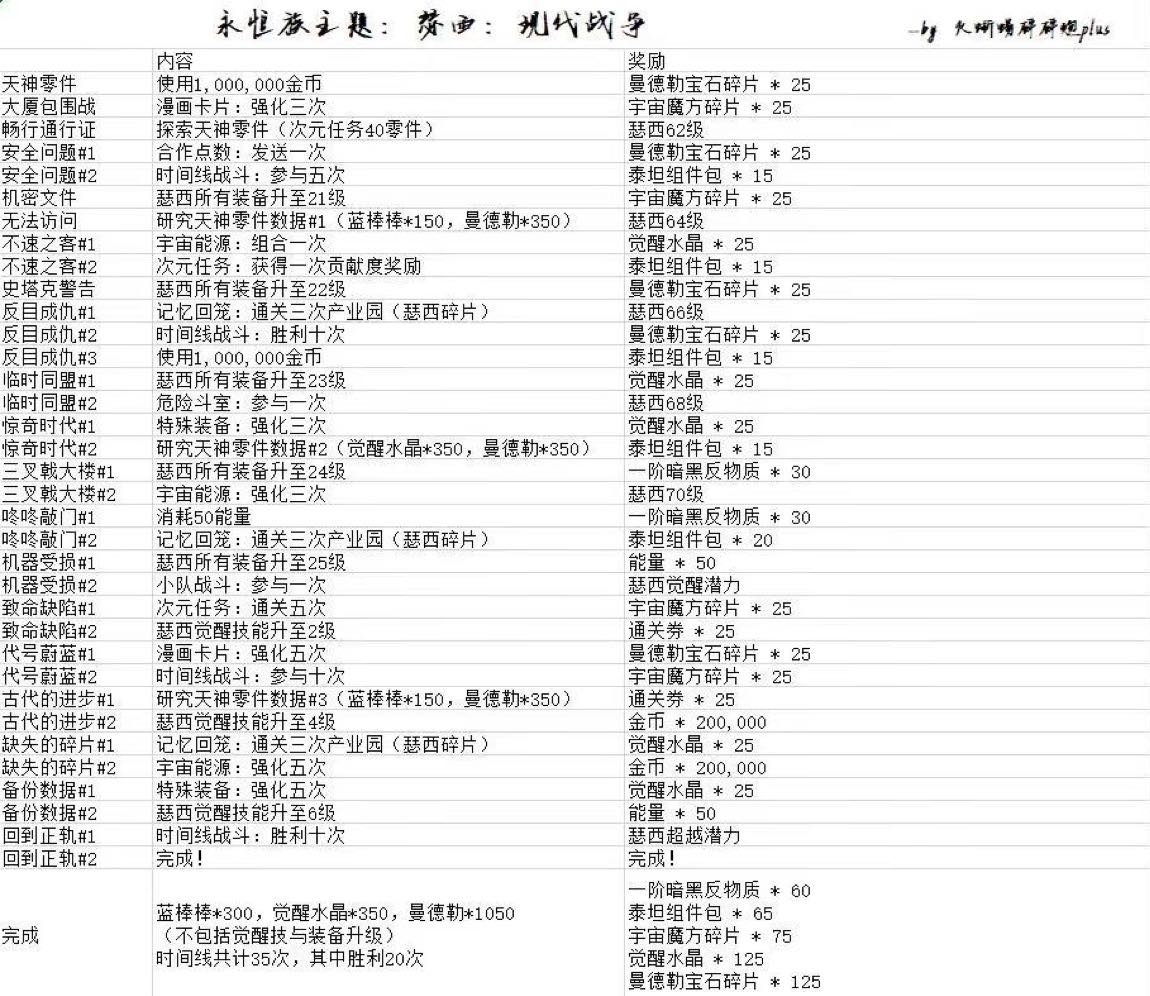 永恒族主题：瑟西：现代战争 —by 火蜥蜴砰砰炮plus
内容 奖励
天神零件 使用1,000,000金币 曼德勒宝石碎片 * 25
大厦包围战 漫画卡片：强化三次 宇宙魔方碎片 * 25
畅行通行证 探索天神零件（次元任务40零件） 瑟西62级
安全问题#1 合作点数：发送一次 曼德勒宝石碎片 * 25
安全问题#2 时间线战斗：参与五次 泰坦组件包 * 15
机密文件 瑟西所有装备升至21级 宇宙魔方碎片 * 25
无法访问 研究天神零件数据#1（蓝棒棒*150，曼德勒*350） 瑟西64级
不速之客#1 宇宙能源：组合一次 觉醒水晶 * 25
不速之客#2 次元任务：获得一次贡献度奖励 泰坦组件包 * 15
史塔克警告 瑟西所有装备升至22级 曼德勒宝石碎片 * 25
反目成仇#1 记忆回笼：通关三次产业园（瑟西碎片） 瑟西66级
反目成仇#2 时间线战斗：胜利十次 曼德勒宝石碎片 * 25
反目成仇#3 使用1,000,000金币 泰坦组件包 * 15
临时同盟#1 瑟西所有装备升至23级 觉醒水晶 * 25
临时同盟#2 危险斗室：参与一次 瑟西68级
惊奇时代#1 特殊装备：强化三次 觉醒水晶 * 25
惊奇时代#2 研究天神零件数据#2（觉醒水晶*350，曼德勒*350） 泰坦组件包 * 15
三叉戟大楼#1 瑟西所有装备升至24级 一阶暗黑反物质 * 30
三叉戟大楼#2 宇宙能源：强化三次 瑟西70级
咚咚敲门#1 消耗50能量 一阶暗黑反物质 * 30
咚咚敲门#2 记忆回笼：通关三次产业园（瑟西碎片） 泰坦组件包 * 20
机器受损#1 瑟西所有装备升至25级 能量 * 50
机器受损#2 小队战斗：参与一次 瑟西觉醒潜力
致命缺陷#1 次元任务：通关五次 宇宙魔方碎片 * 25
致命缺陷#2 瑟西觉醒技能升至2级 通关券 * 25
代号蔚蓝#1 漫画卡片：强化五次 曼德勒宝石碎片 * 25
代号蔚蓝#2 时间线战斗：参与十次 宇宙魔方碎片 * 25
古代的进步#1 研究天神零件数据#3（蓝棒棒*150，曼德勒*350） 通关券 * 25
古代的进步#2 瑟西觉醒技能升至4级 金币 * 200,000
缺失的碎片#1 记忆回笼：通关三次产业园（瑟西碎片） 觉醒水晶 * 25
缺失的碎片#2 宇宙能源：强化五次 金币 * 200,000
备份数据#1 特殊装备：强化五次 觉醒水晶 * 25
备份数据#2 瑟西觉醒技能升至6级 能量 * 50
回到正轨#1 时间线战斗：胜利十次 瑟西超越潜力
回到正轨#2 完成！ 完成！
完成
蓝棒棒*300，觉醒水晶*350，曼德勒*1050
（不包括觉醒技与装备升级）
时间线共计35次，其中胜利20次
一阶暗黑反物质 * 60
泰坦组件包 * 65
宇宙魔方碎片 * 75
觉醒水晶 * 125
曼德勒宝石碎片 * 125